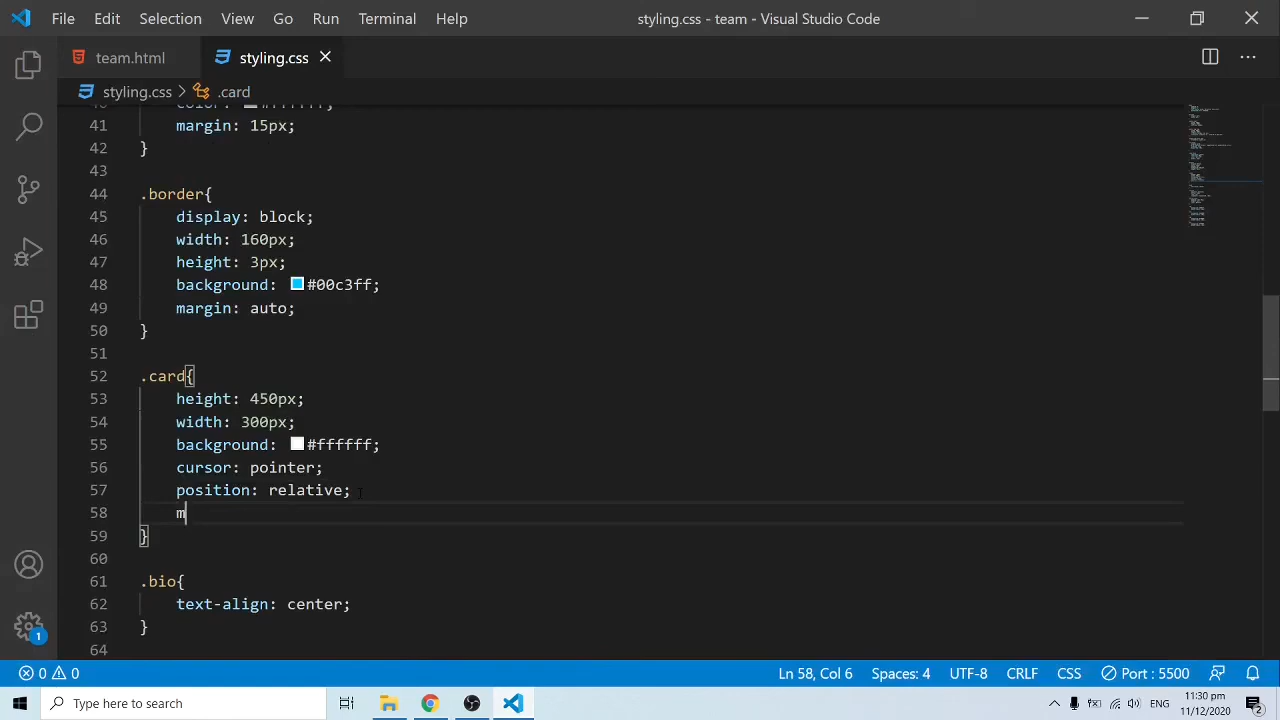 File Edit Selection View Go Run Terminal Help styling.css - team - Visual Studio Code
team.html styling.css
styling.css > .card
40 color: #ffffff;
41 margin: 15px;
42 }
43
44 .border{
45 display: block;
46 width: 160px;
47 height: 3px;
48 background: #00c3ff;
49 margin: auto;
50 }
51
52 .card{
53 height: 450px;
54 width: 300px;
55 background: #ffffff;
56 cursor: pointer;
57 position: relative;
58 m
59 }
60
61 .bio{
62 text-align: center;
63 }
64
1
0 0 Ln 58, Col 6 Spaces: 4 UTF-8 CRLF CSS Port : 5500
Type here to search 11:30 pm
11/12/2020 2